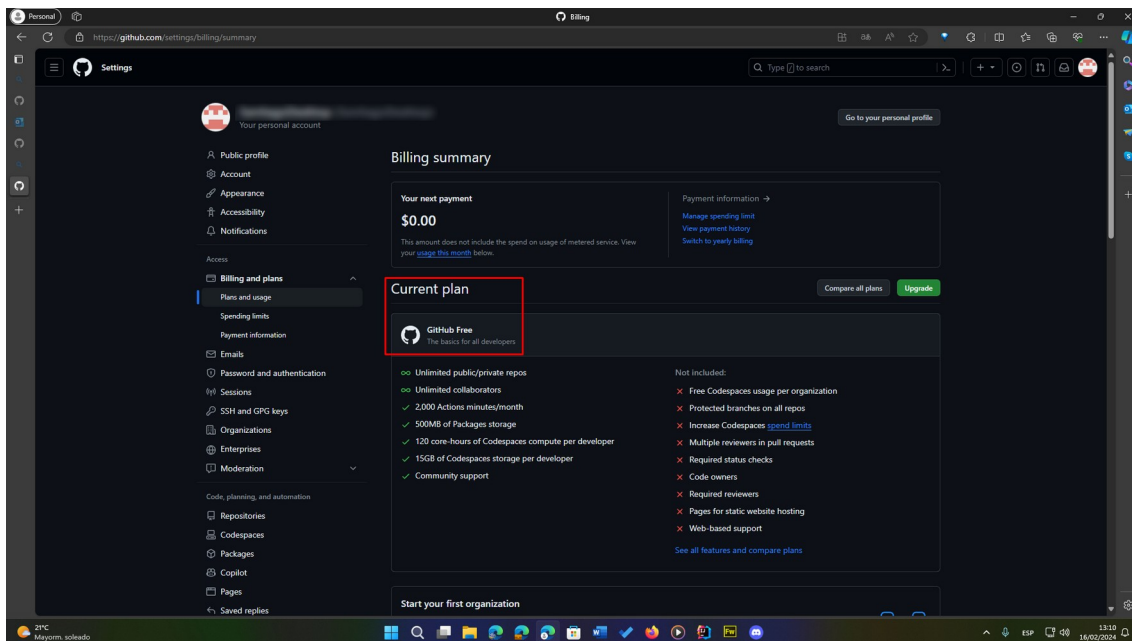 Personal
Billing
https://github.com/settings/billing/summary
Settings
Type / to search
Your personal account
Go to your personal profile
Public profile
Account
Appearance
Accessibility
Notifications
Access
Billing and plans
Plans and usage
Spending limits
Payment information
Emails
Password and authentication
Sessions
SSH and GPG keys
Organizations
Enterprises
Moderation
Code, planning, and automation
Repositories
Codespaces
Packages
Copilot
Pages
Saved replies
Billing summary
Your next payment
$0.00
This amount does not include the spend on usage of metered service. View
your usage this month below.
Payment information →
Manage spending limit
View payment history
Switch to yearly billing
Current plan
Compare all plans
Upgrade
GitHub Free
The basics for all developers
Unlimited public/private repos
Unlimited collaborators
2,000 Actions minutes/month
500MB of Packages storage
120 core-hours of Codespaces compute per developer
15GB of Codespaces storage per developer
Community support
Not included:
Free Codespaces usage per organization
Protected branches on all repos
Increase Codespaces spend limits
Multiple reviewers in pull requests
Required status checks
Code owners
Required reviewers
Pages for static website hosting
Web-based support
See all features and compare plans
Start your first organization
21°C
Mayorm. soleado
Fw
ESP
13:10
16/02/2024